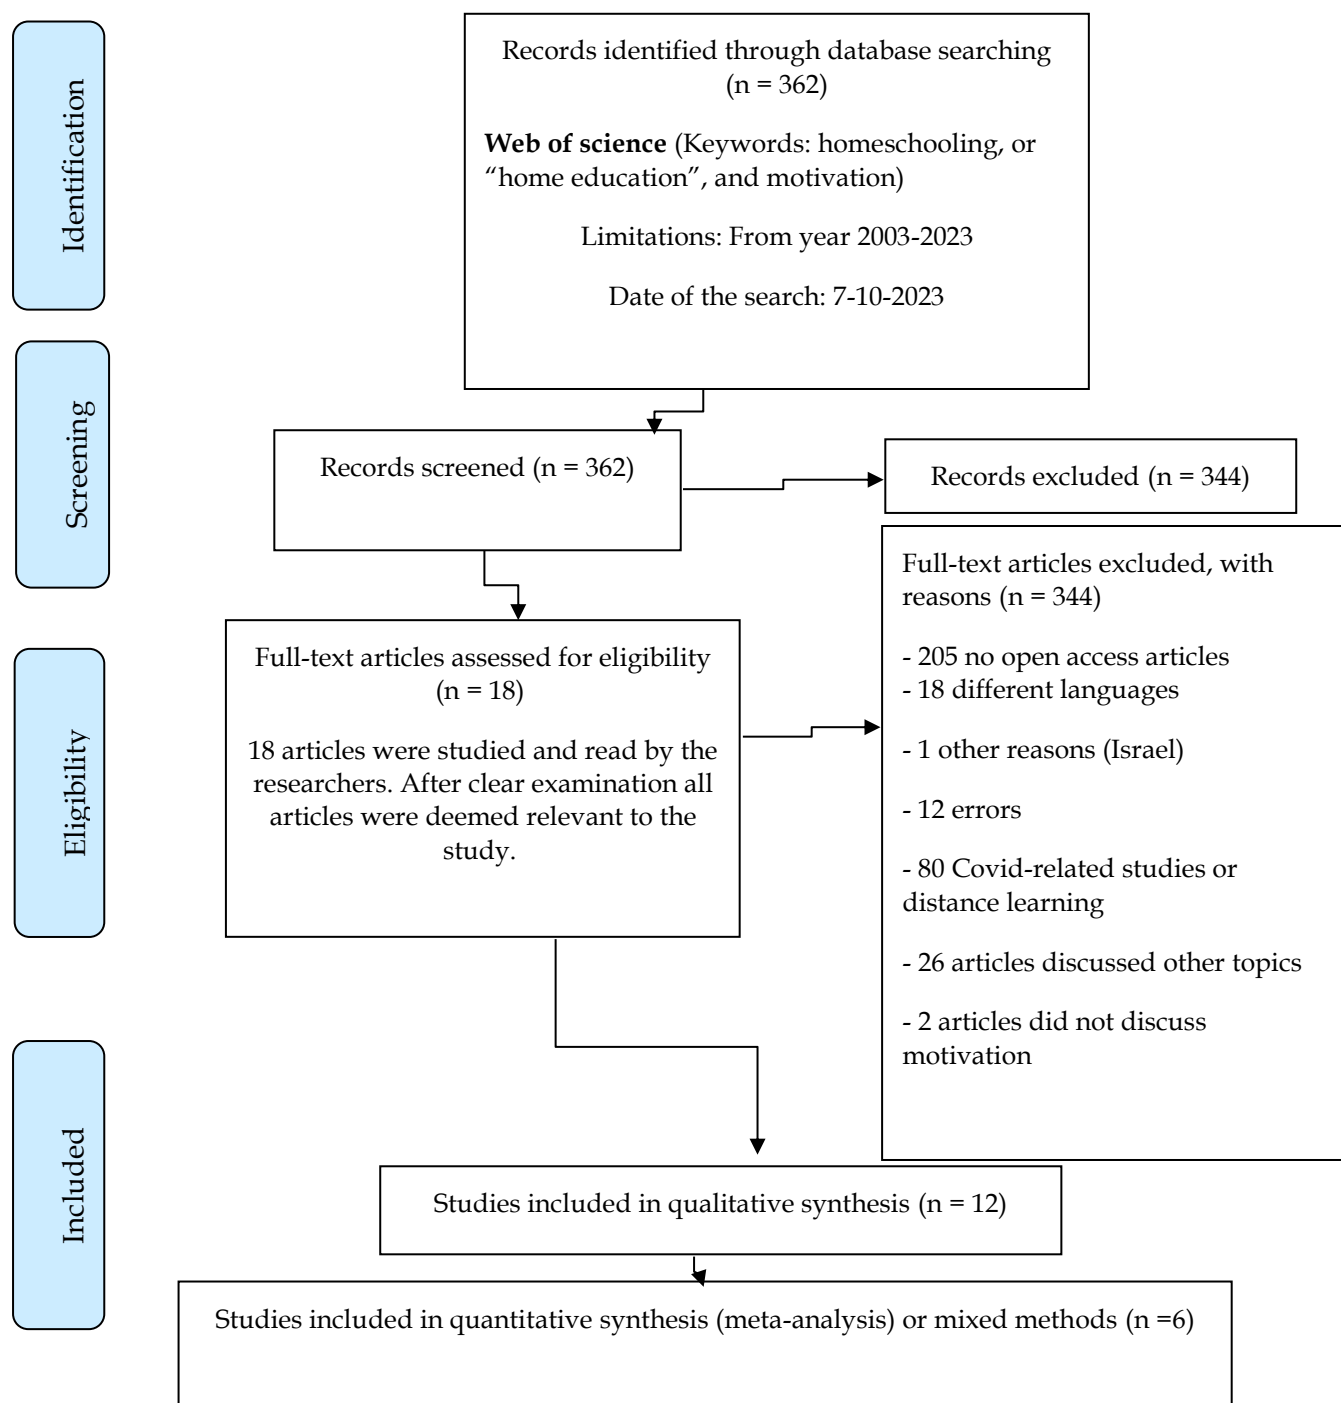 Identification
Records identified through database searching
(n = 362)
Web of science (Keywords: homeschooling, or
“home education”, and motivation)
Limitations: From year 2003-2023
Date of the search: 7-10-2023
Screening
Records screened (n = 362)
Records excluded (n = 344)
Eligibility
Full-text articles assessed for eligibility
(n = 18)
18 articles were studied and read by the
researchers. After clear examination all
articles were deemed relevant to the
study.
Full-text articles excluded, with
reasons (n = 344)
- 205 no open access articles
- 18 different languages
- 1 other reasons (Israel)
- 12 errors
- 80 Covid-related studies or
distance learning
- 26 articles discussed other topics
- 2 articles did not discuss
motivation
Included
Studies included in qualitative synthesis (n = 12)
Studies included in quantitative synthesis (meta-analysis) or mixed methods (n =6)